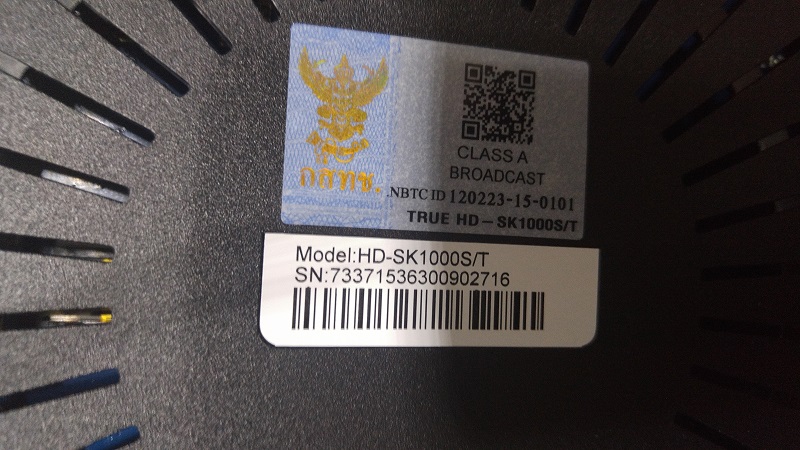 CLASS A
BROADCAST
กสทช.
NBTC ID 120223-15-0101
TRUE HD-SK1000S/T
Model:HD-SK1000S/T
SN:73371536300902716